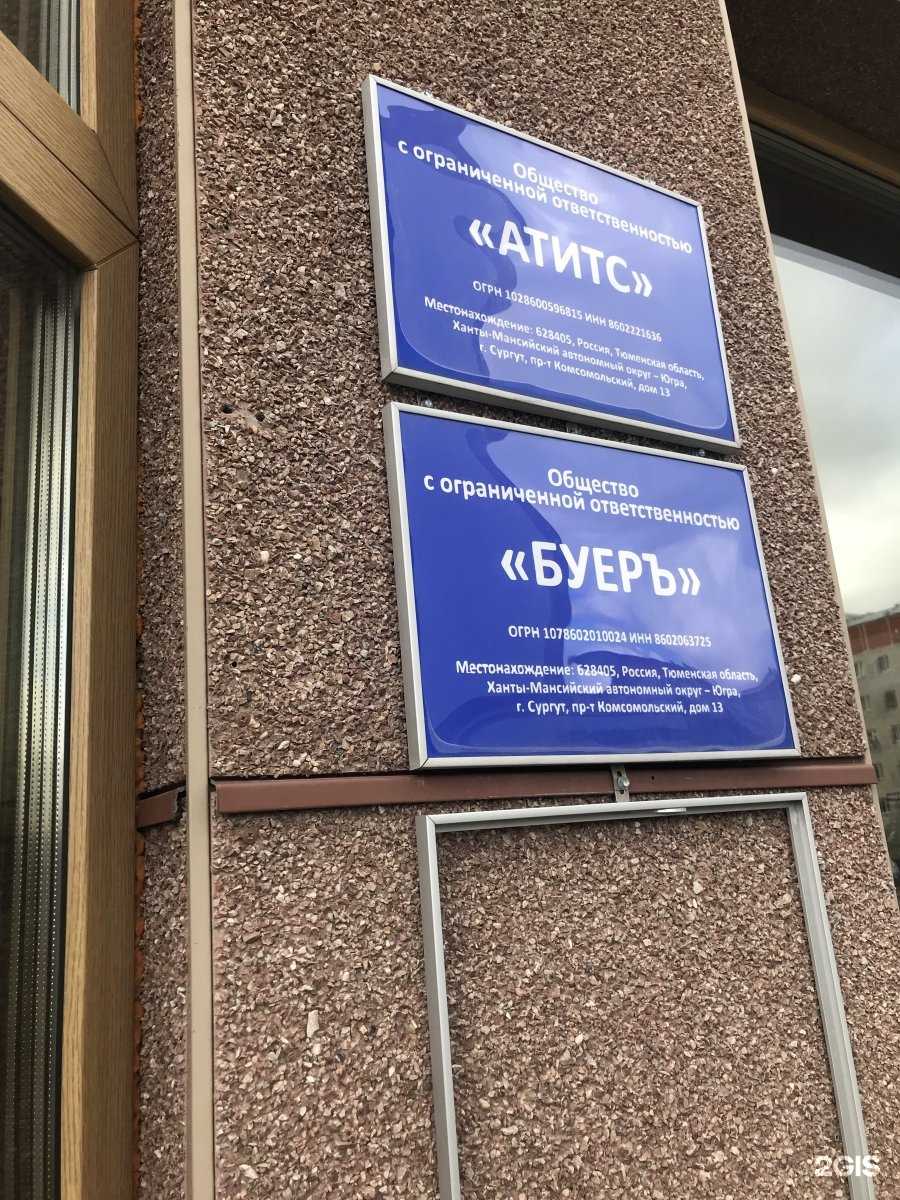 Общество
с ограниченной ответственностью
«АТИТС»
ОГРН 1028600596815 ИНН 8602221636
Местонахождение: 628405, Россия, Тюменская область,
Ханты-Мансийский автономный округ – Югра,
г. Сургут, пр-т Комсомольский, дом 13
Общество
с ограниченной ответственностью
«БУЕРЪ»
ОГРН 1078602010024 ИНН 8602063725
Местонахождение: 628405, Россия, Тюменская область,
Ханты-Мансийский автономный округ – Югра,
г. Сургут, пр-т Комсомольский, дом 13
2GIS